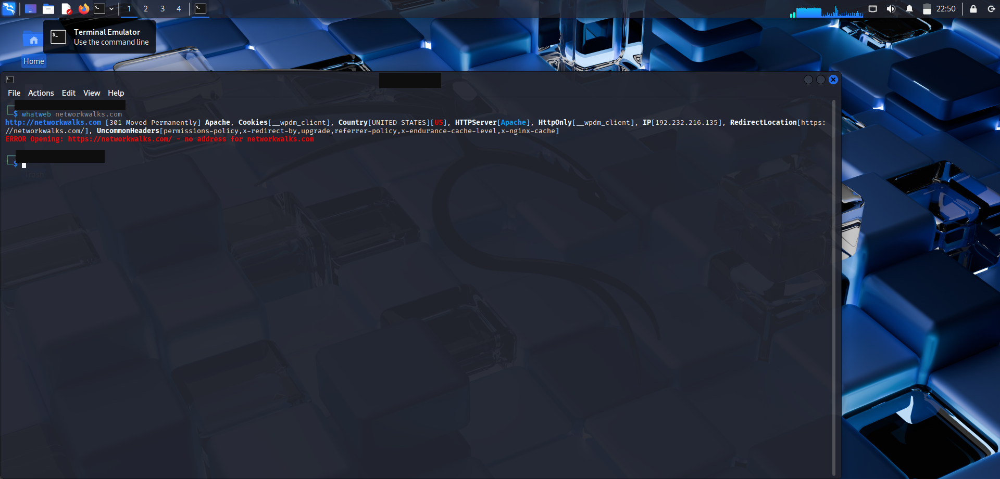 1 2 3 4
22:50
Terminal Emulator
Use the command line
Home
File Actions Edit View Help
$ whatweb networkwalks.com
http://networkwalks.com [301 Moved Permanently] Apache, Cookies[__wpdm_client], Country[UNITED STATES][US], HTTPServer[Apache], HttpOnly[__wpdm_client], IP[192.232.216.135], RedirectLocation[https:
//networkwalks.com/], UncommonHeaders[permissions-policy,x-redirect-by,upgrade,referrer-policy,x-endurance-cache-level,x-nginx-cache]
ERROR Opening: https://networkwalks.com/ - no address for networkwalks.com
$
Trash